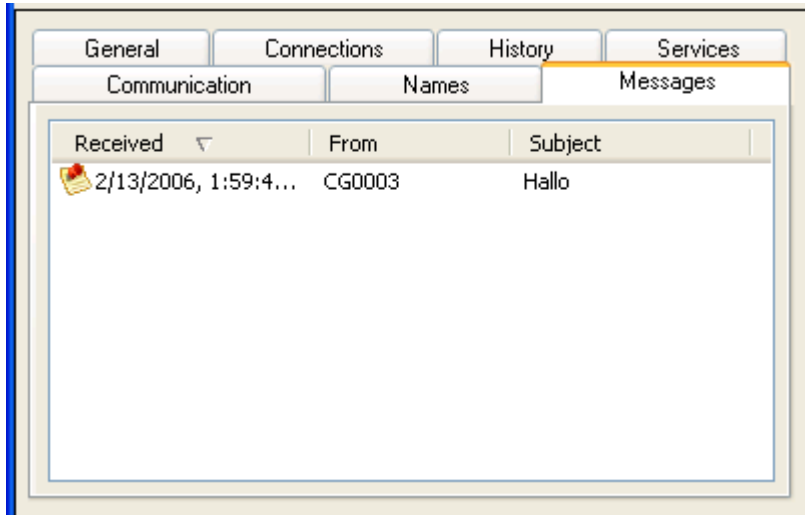 General Connections History Services
Communication Names Messages
Received From Subject
2/13/2006, 1:59:4... CG0003 Hallo